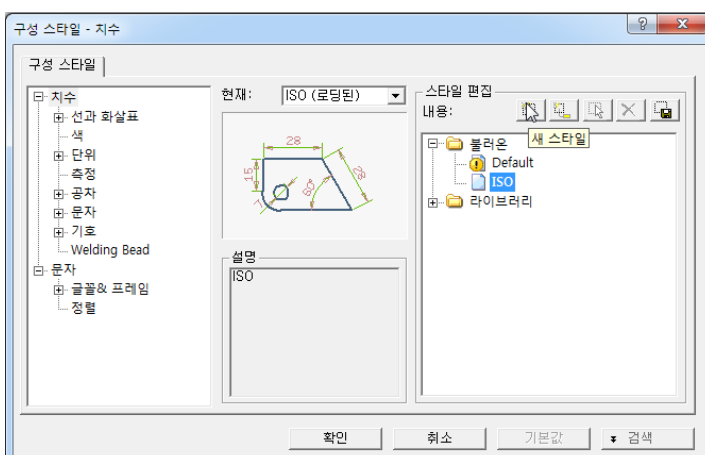 구성 스타일 - 치수
구성 스타일
치수
선과 화살표
색
단위
측정
공차
문자
기호
Welding Bead
문자
글꼴& 프레임
정렬
현재: ISO (로딩된)
28
15
60°
설명
ISO
스타일 편집
내용:
새 스타일
불러온
Default
ISO
라이브러리
확인 취소 기본값 검색